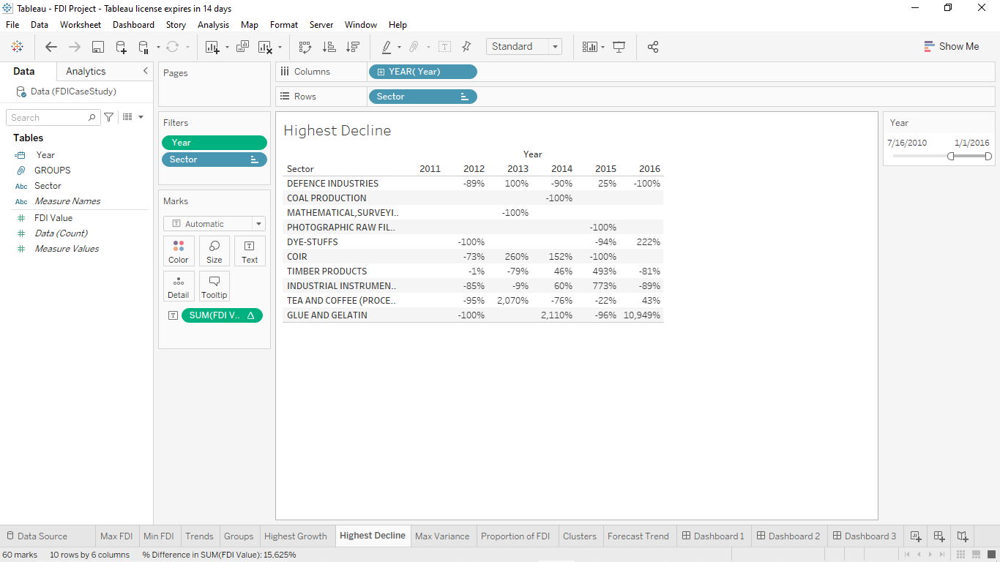 Tableau - FDI Project - Tableau license expires in 14 days
File Data Worksheet Dashboard Story Analysis Map Format Server Window Help
Standard Show Me
Data Analytics
Data (FDICaseStudy)
Search
Tables
Year
GROUPS
Abc Sector
Abc Measure Names
# FDI Value
# Data (Count)
# Measure Values
Pages
Filters
Year
Sector
Marks
T Automatic
Color Size Text
Detail Tooltip
T SUM(FDI V.. Δ
Columns YEAR( Year)
Rows Sector
Highest Decline
Year
Sector 2011 2012 2013 2014 2015 2016
DEFENCE INDUSTRIES -89% 100% -90% 25% -100%
COAL PRODUCTION -100%
MATHEMATICAL,SURVEYI.. -100%
PHOTOGRAPHIC RAW FIL.. -100%
DYE-STUFFS -100% -94% 222%
COIR -73% 260% 152% -100%
TIMBER PRODUCTS -1% -79% 46% 493% -81%
INDUSTRIAL INSTRUMEN.. -85% -9% 60% 773% -89%
TEA AND COFFEE (PROCE.. -95% 2,070% -76% -22% 43%
GLUE AND GELATIN -100% 2,110% -96% 10,949%
Year
7/16/2010 1/1/2016
Data Source Max FDI Min FDI Trends Groups Highest Growth Highest Decline Max Variance Proportion of FDI Clusters Forecast Trend Dashboard 1 Dashboard 2 Dashboard 3
60 marks 10 rows by 6 columns % Difference in SUM(FDI Value): 15,625%